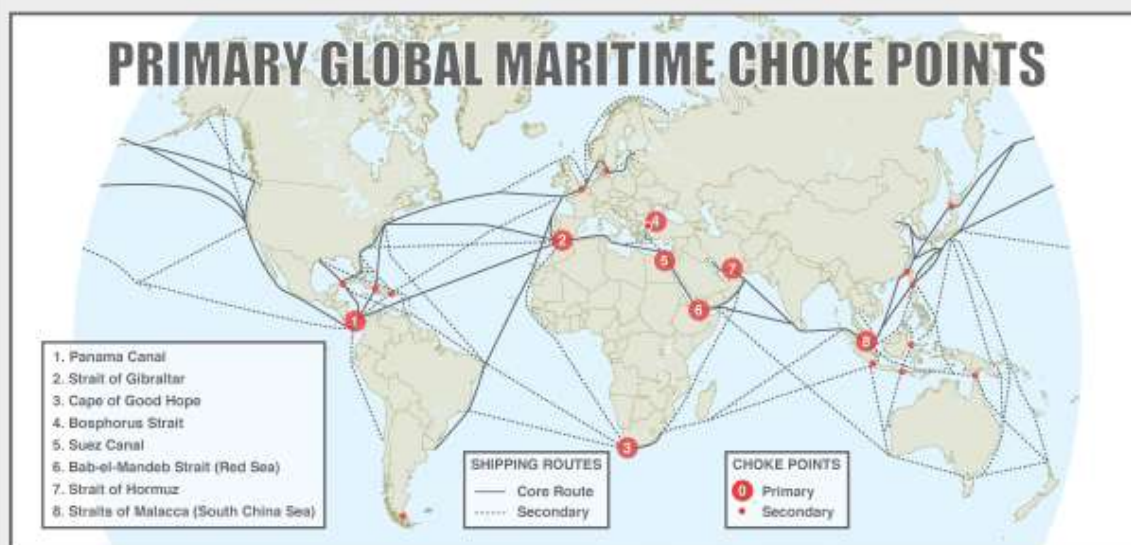 PRIMARY GLOBAL MARITIME CHOKE POINTS
4
2
5
7
6
1
8
3
1. Panama Canal
2. Strait of Gibraltar
3. Cape of Good Hope
4. Bosphorus Strait
5. Suez Canal
6. Bab-el-Mandeb Strait (Red Sea)
7. Strait of Hormuz
8. Straits of Malacca (South China Sea)
SHIPPING ROUTES
Core Route
Secondary
CHOKE POINTS
0 Primary
Secondary